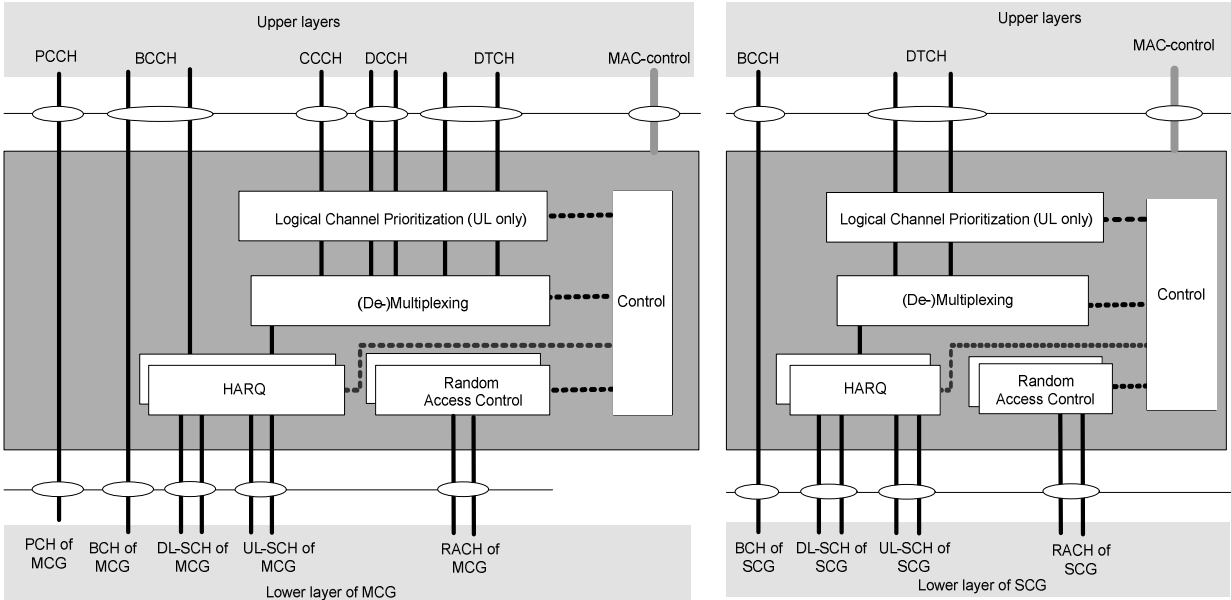 Upper layers
PCCH BCCH CCCH DCCH DTCH MAC-control
Logical Channel Prioritization (UL only)
(De-)Multiplexing
Control
HARQ
Random
Access Control
PCH of
MCG
BCH of
MCG
DL-SCH of
MCG
UL-SCH of
MCG
RACH of
MCG
Lower layer of MCG
Upper layers
BCCH DTCH MAC-control
Logical Channel Prioritization (UL only)
(De-)Multiplexing
Control
HARQ
Random
Access Control
BCH of
SCG
DL-SCH of
SCG
UL-SCH of
SCG
RACH of
SCG
Lower layer of SCG